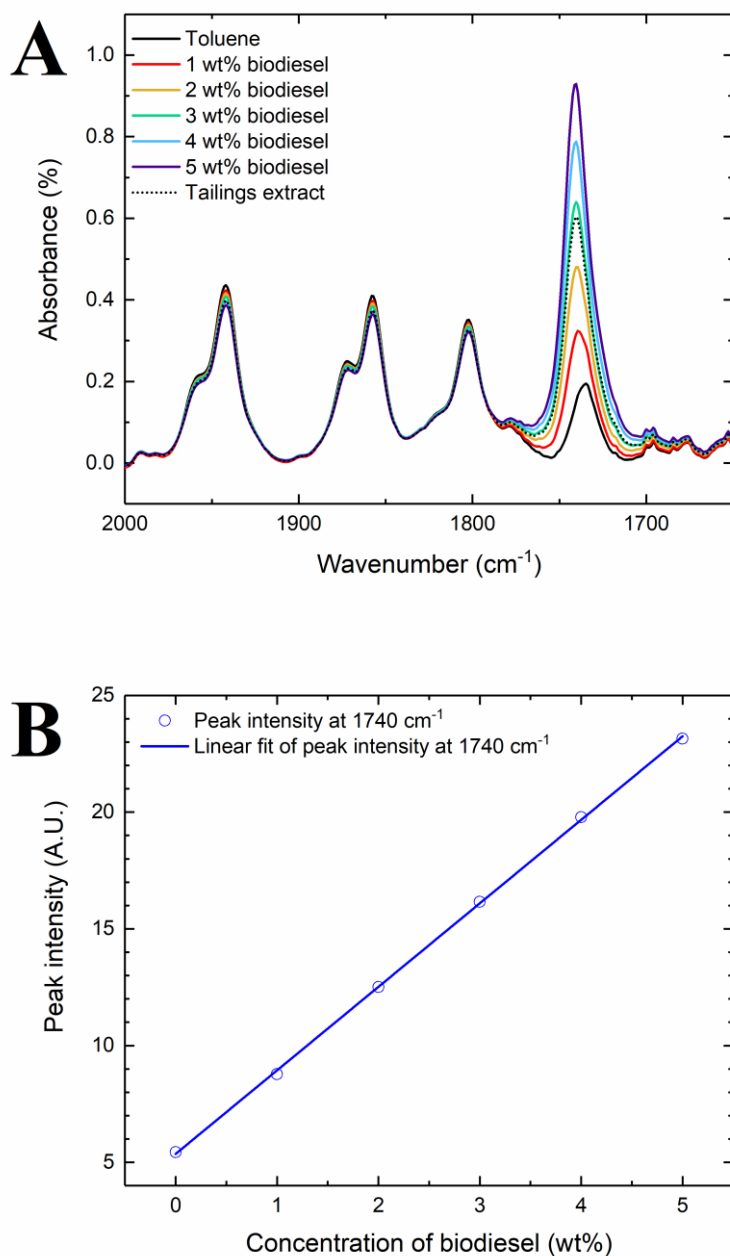 A
Toluene
1 wt% biodiesel
2 wt% biodiesel
3 wt% biodiesel
4 wt% biodiesel
5 wt% biodiesel
Tailings extract
1.0
0.8
0.6
0.4
0.2
0.0
Absorbance (%)
2000 1900 1800 1700
Wavenumber (cm⁻¹)
B
Peak intensity at 1740 cm⁻¹
Linear fit of peak intensity at 1740 cm⁻¹
25
20
15
10
5
Peak intensity (A.U.)
0 1 2 3 4 5
Concentration of biodiesel (wt%)